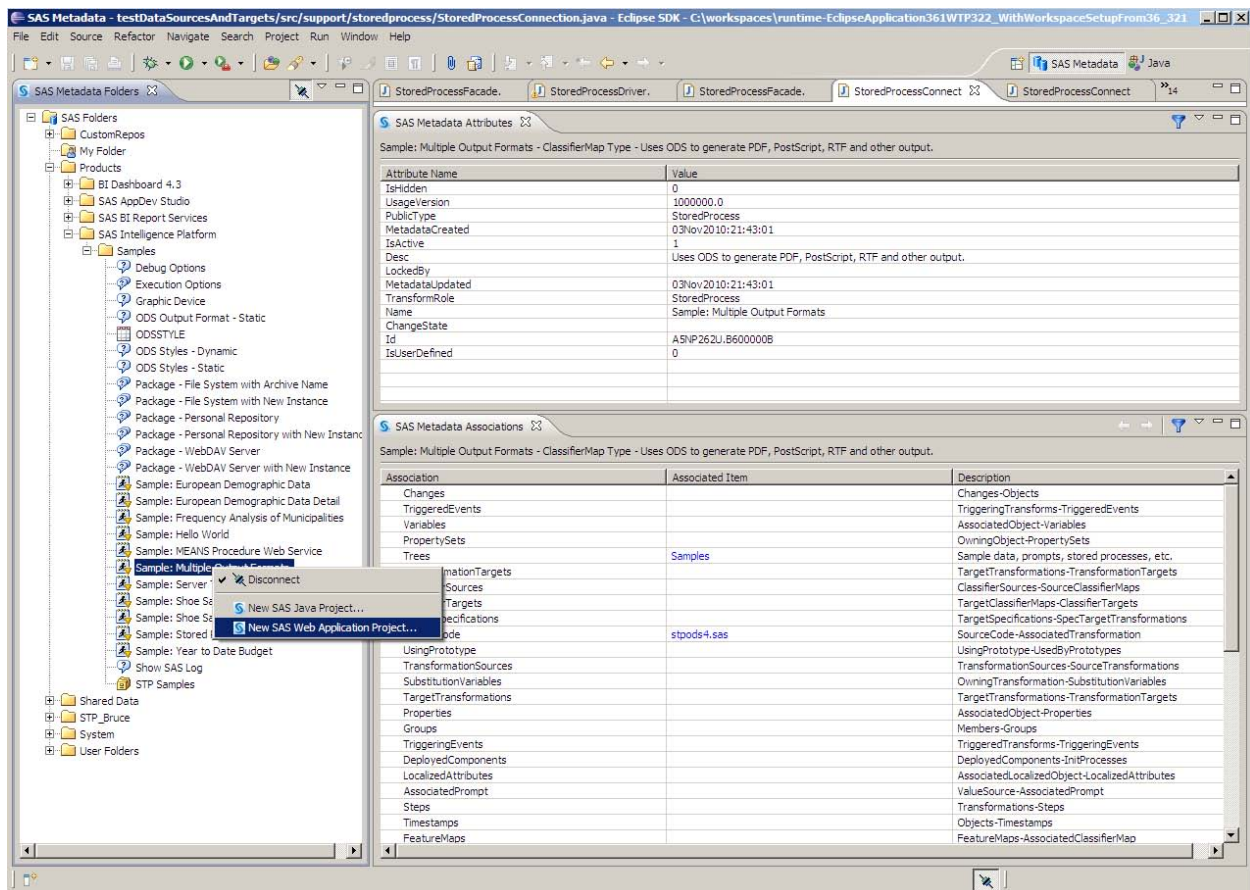 SAS Metadata - testDataSourcesAndTargets/src/support/storedprocess/StoredProcessConnection.java - Eclipse SDK - C:\workspaces\runtime-EclipseApplication361WTP322_WithWorkspaceSetupFrom36_321
File Edit Source Refactor Navigate Search Project Run Window Help
SAS Metadata Java
SAS Metadata Folders
SAS Folders
CustomRepos
My Folder
Products
BI Dashboard 4.3
SAS AppDev Studio
SAS BI Report Services
SAS Intelligence Platform
Samples
Debug Options
Execution Options
Graphic Device
ODS Output Format - Static
ODSSTYLE
ODS Styles - Dynamic
ODS Styles - Static
Package - File System with Archive Name
Package - File System with New Instance
Package - Personal Repository
Package - Personal Repository with New Instanc
Package - WebDAV Server
Package - WebDAV Server with New Instance
Sample: European Demographic Data
Sample: European Demographic Data Detail
Sample: Frequency Analysis of Municipalities
Sample: Hello World
Sample: MEANS Procedure Web Service
Sample: Multiple Output Formats
Sample: Server
Sample: Shoe Sa
Sample: Shoe Sa
Sample: Stored
Sample: Year to Date Budget
Show SAS Log
STP Samples
Shared Data
STP_Bruce
System
User Folders
Disconnect
New SAS Java Project...
New SAS Web Application Project...
StoredProcessFacade. StoredProcessDriver. StoredProcessFacade. StoredProcessConnect StoredProcessConnect 14
SAS Metadata Attributes
Sample: Multiple Output Formats - ClassifierMap Type - Uses ODS to generate PDF, PostScript, RTF and other output.
Attribute Name Value
IsHidden 0
UsageVersion 1000000.0
PublicType StoredProcess
MetadataCreated 03Nov2010:21:43:01
IsActive 1
Desc Uses ODS to generate PDF, PostScript, RTF and other output.
LockedBy
MetadataUpdated 03Nov2010:21:43:01
TransformRole StoredProcess
Name Sample: Multiple Output Formats
ChangeState
Id A5NP262U.B600000B
IsUserDefined 0
SAS Metadata Associations
Sample: Multiple Output Formats - ClassifierMap Type - Uses ODS to generate PDF, PostScript, RTF and other output.
Association Associated Item Description
Changes Changes-Objects
TriggeredEvents TriggeringTransforms-TriggeredEvents
Variables AssociatedObject-Variables
PropertySets OwningObject-PropertySets
Trees Samples Sample data, prompts, stored processes, etc.
mationTargets TargetTransformations-TransformationTargets
Sources ClassifierSources-SourceClassifierMaps
Targets TargetClassifierMaps-ClassifierTargets
ecifications TargetSpecifications-SpecTargetTransformations
ode stpods4.sas SourceCode-AssociatedTransformation
UsingPrototype UsingPrototype-UsedByPrototypes
TransformationSources TransformationSources-SourceTransformations
SubstitutionVariables OwningTransformation-SubstitutionVariables
TargetTransformations TargetTransformations-TransformationTargets
Properties AssociatedObject-Properties
Groups Members-Groups
TriggeringEvents TriggeredTransforms-TriggeringEvents
DeployedComponents DeployedComponents-InitProcesses
LocalizedAttributes AssociatedLocalizedObject-LocalizedAttributes
AssociatedPrompt ValueSource-AssociatedPrompt
Steps Transformations-Steps
Timestamps Objects-Timestamps
FeatureMaps FeatureMaps-AssociatedClassifierMap